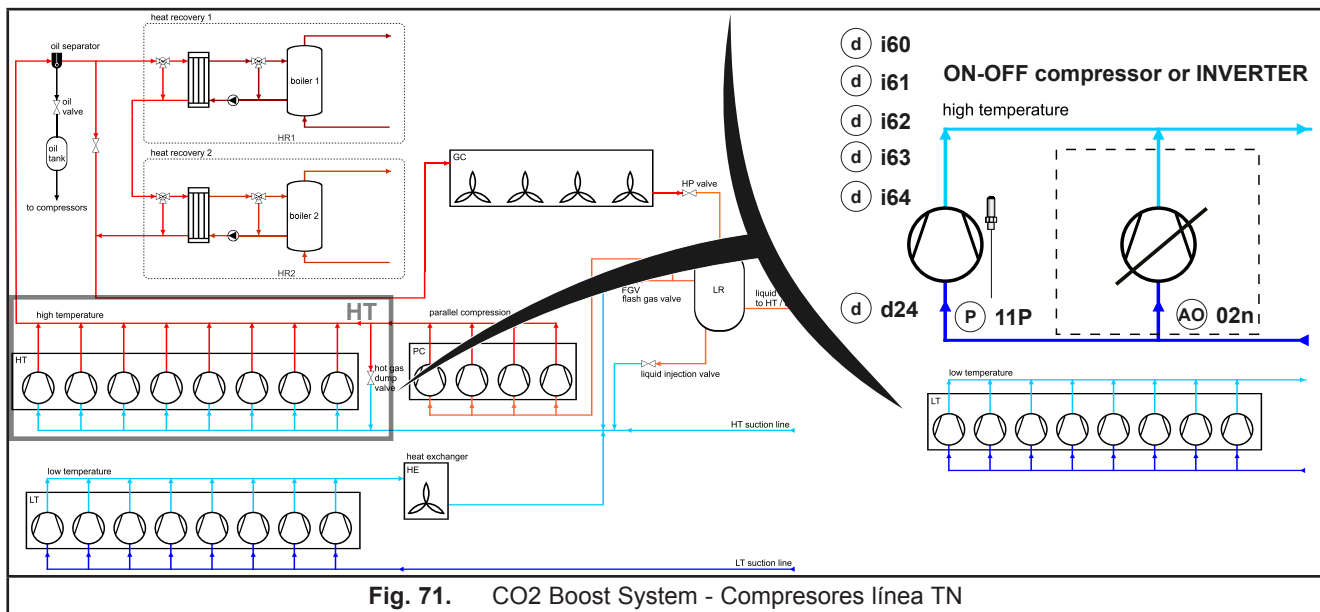 heat recovery 1
oil separator
oil
valve
boiler 1
oil
tank
HR1
heat recovery 2
to compressors
boiler 2
HR2
GC
HP valve
FGV
flash gas valve
LR
liquid
to HT /
HT
high temperature
parallel compression
HT
PC
hot gas
dump
valve
liquid injection valve
HT suction line
heat exchanger
low temperature
HE
LT
LT suction line
d i60
d i61
d i62
d i63
d i64
d d24
ON-OFF compressor or INVERTER
high temperature
P 11P
AO 02n
low temperature
LT
Fig. 71. CO2 Boost System - Compresores línea TN